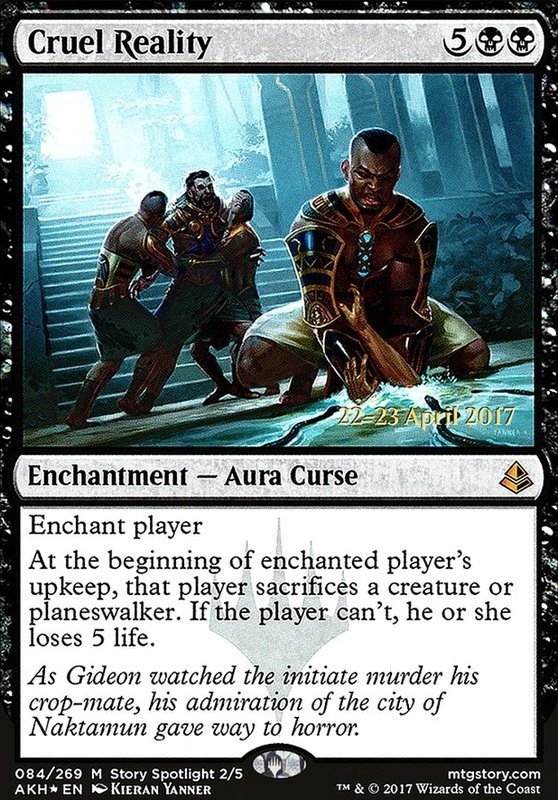 Cruel Reality 5
22–23 April 2017
Enchantment — Aura Curse
Enchant player
At the beginning of enchanted player's
upkeep, that player sacrifices a creature or
planeswalker. If the player can't, he or she
loses 5 life.
As Gideon watched the initiate murder his
crop-mate, his admiration of the city of
Naktamun gave way to horror.
084/269 M Story Spotlight 2/5
AKH★EN Kieran Yanner
mtgstory.com
™ & © 2017 Wizards of the Coast